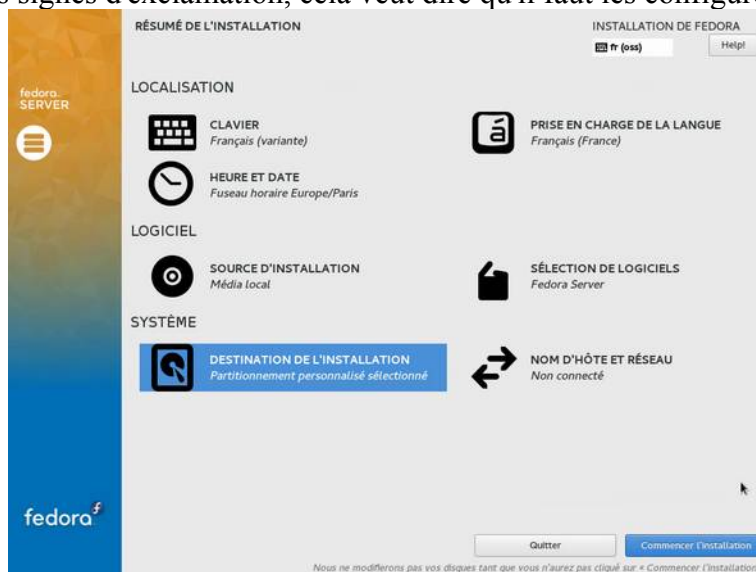 s signes d'exclamation, cela veut dire qu'il faut les configure
RÉSUMÉ DE L'INSTALLATION
INSTALLATION DE FEDORA
fr (oss)
Help!
fedora.
SERVER
LOCALISATION
CLAVIER
Français (variante)
PRISE EN CHARGE DE LA LANGUE
Français (France)
HEURE ET DATE
Fuseau horaire Europe/Paris
LOGICIEL
SOURCE D'INSTALLATION
Média local
SÉLECTION DE LOGICIELS
Fedora Server
SYSTÈME
DESTINATION DE L'INSTALLATION
Partitionnement personnalisé sélectionné
NOM D'HÔTE ET RÉSEAU
Non connecté
fedora
Quitter
Commencer l'installation
Nous ne modifierons pas vos disques tant que vous n'aurez pas cliqué sur « Commencer l'installation